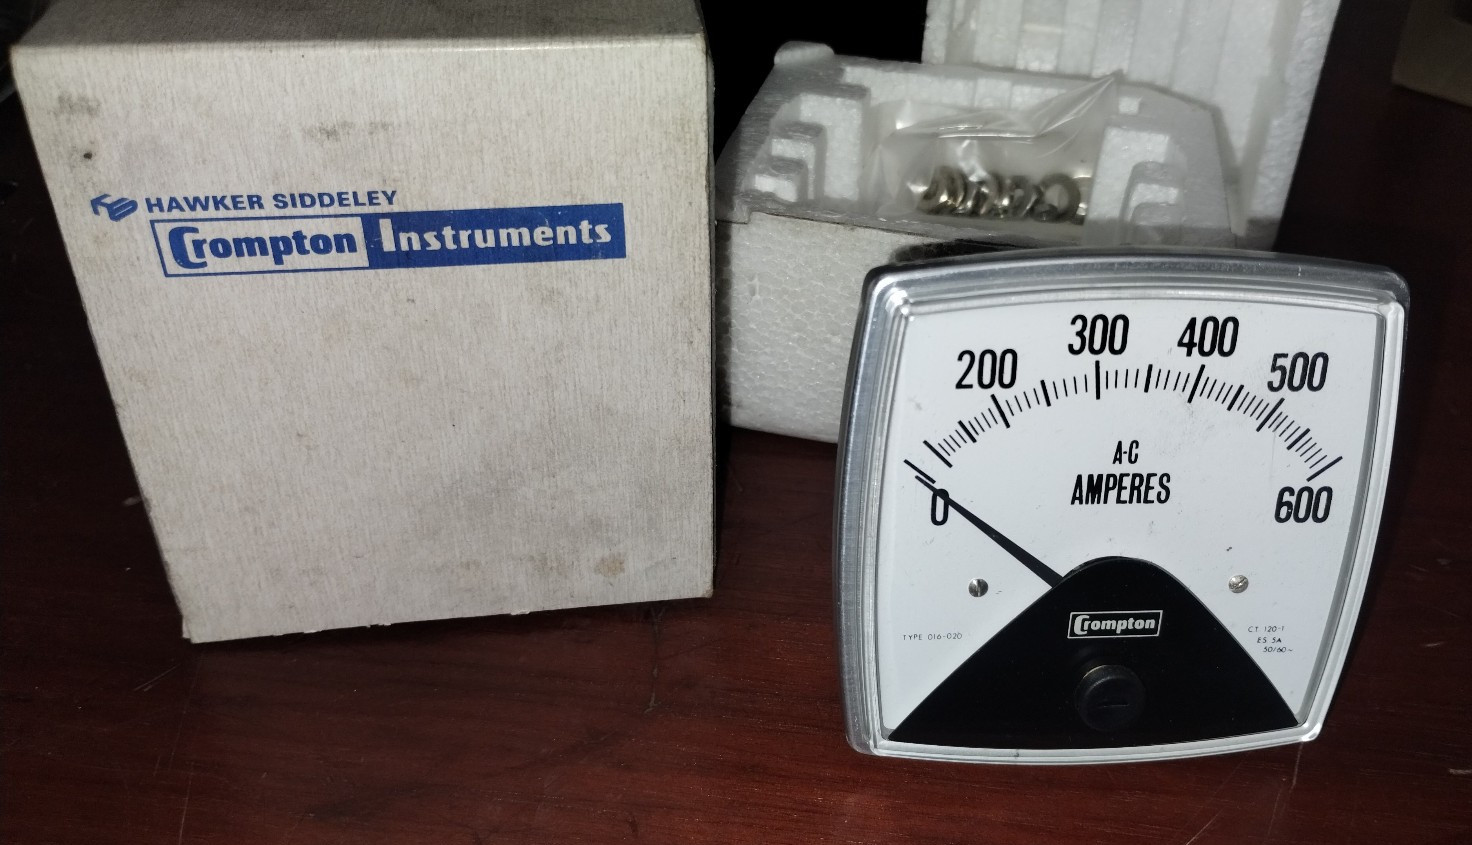 HAWKER SIDDELEY
Crompton Instruments
200 300 400 500
0 600
A-C
AMPERES
Crompton
TYPE 016-020
CT 120-1
ES 5A
50/60~